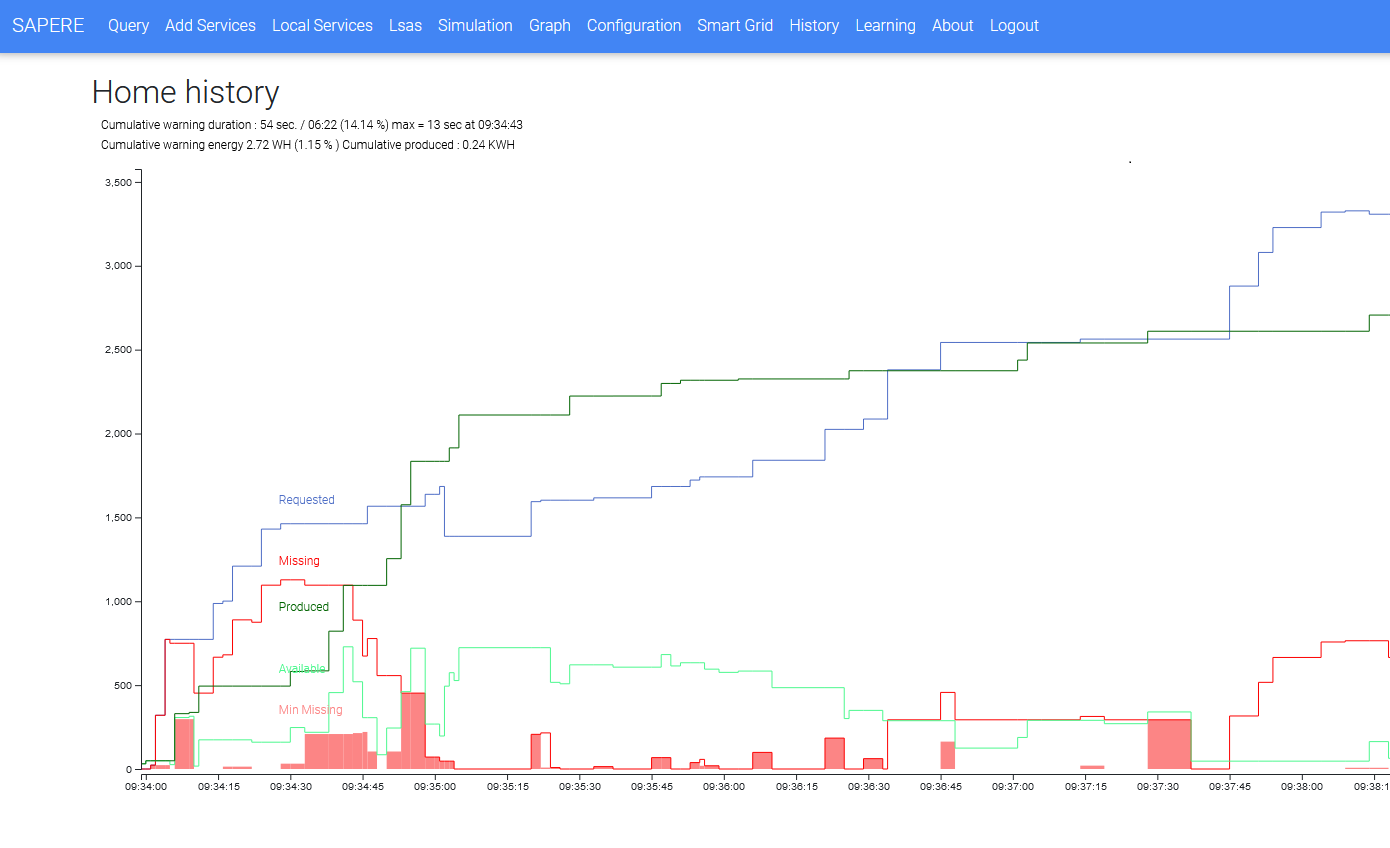 SAPERE Query Add Services Local Services Lsas Simulation Graph Configuration Smart Grid History Learning About Logout
Home history
Cumulative warning duration : 54 sec. / 06:22 (14.14 %) max = 13 sec at 09:34:43
Cumulative warning energy 2.72 WH (1.15 % ) Cumulative produced : 0.24 KWH
.
3,500
3,000
2,500
2,000
1,500
1,000
500
0
Requested
Missing
Produced
Available
Min Missing
09:34:00 09:34:15 09:34:30 09:34:45 09:35:00 09:35:15 09:35:30 09:35:45 09:36:00 09:36:15 09:36:30 09:36:45 09:37:00 09:37:15 09:37:30 09:37:45 09:38:00 09:38:1